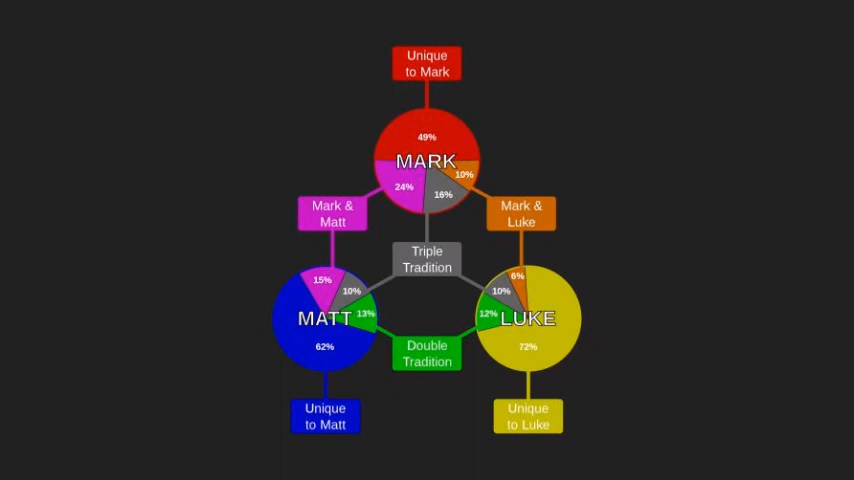 Unique
to Mark
49%
MARK
10%
24%
16%
Mark &
Matt
Mark &
Luke
Triple
Tradition
15%
10%
13%
MATT
62%
6%
10%
12%
LUKE
72%
Double
Tradition
Unique
to Matt
Unique
to Luke